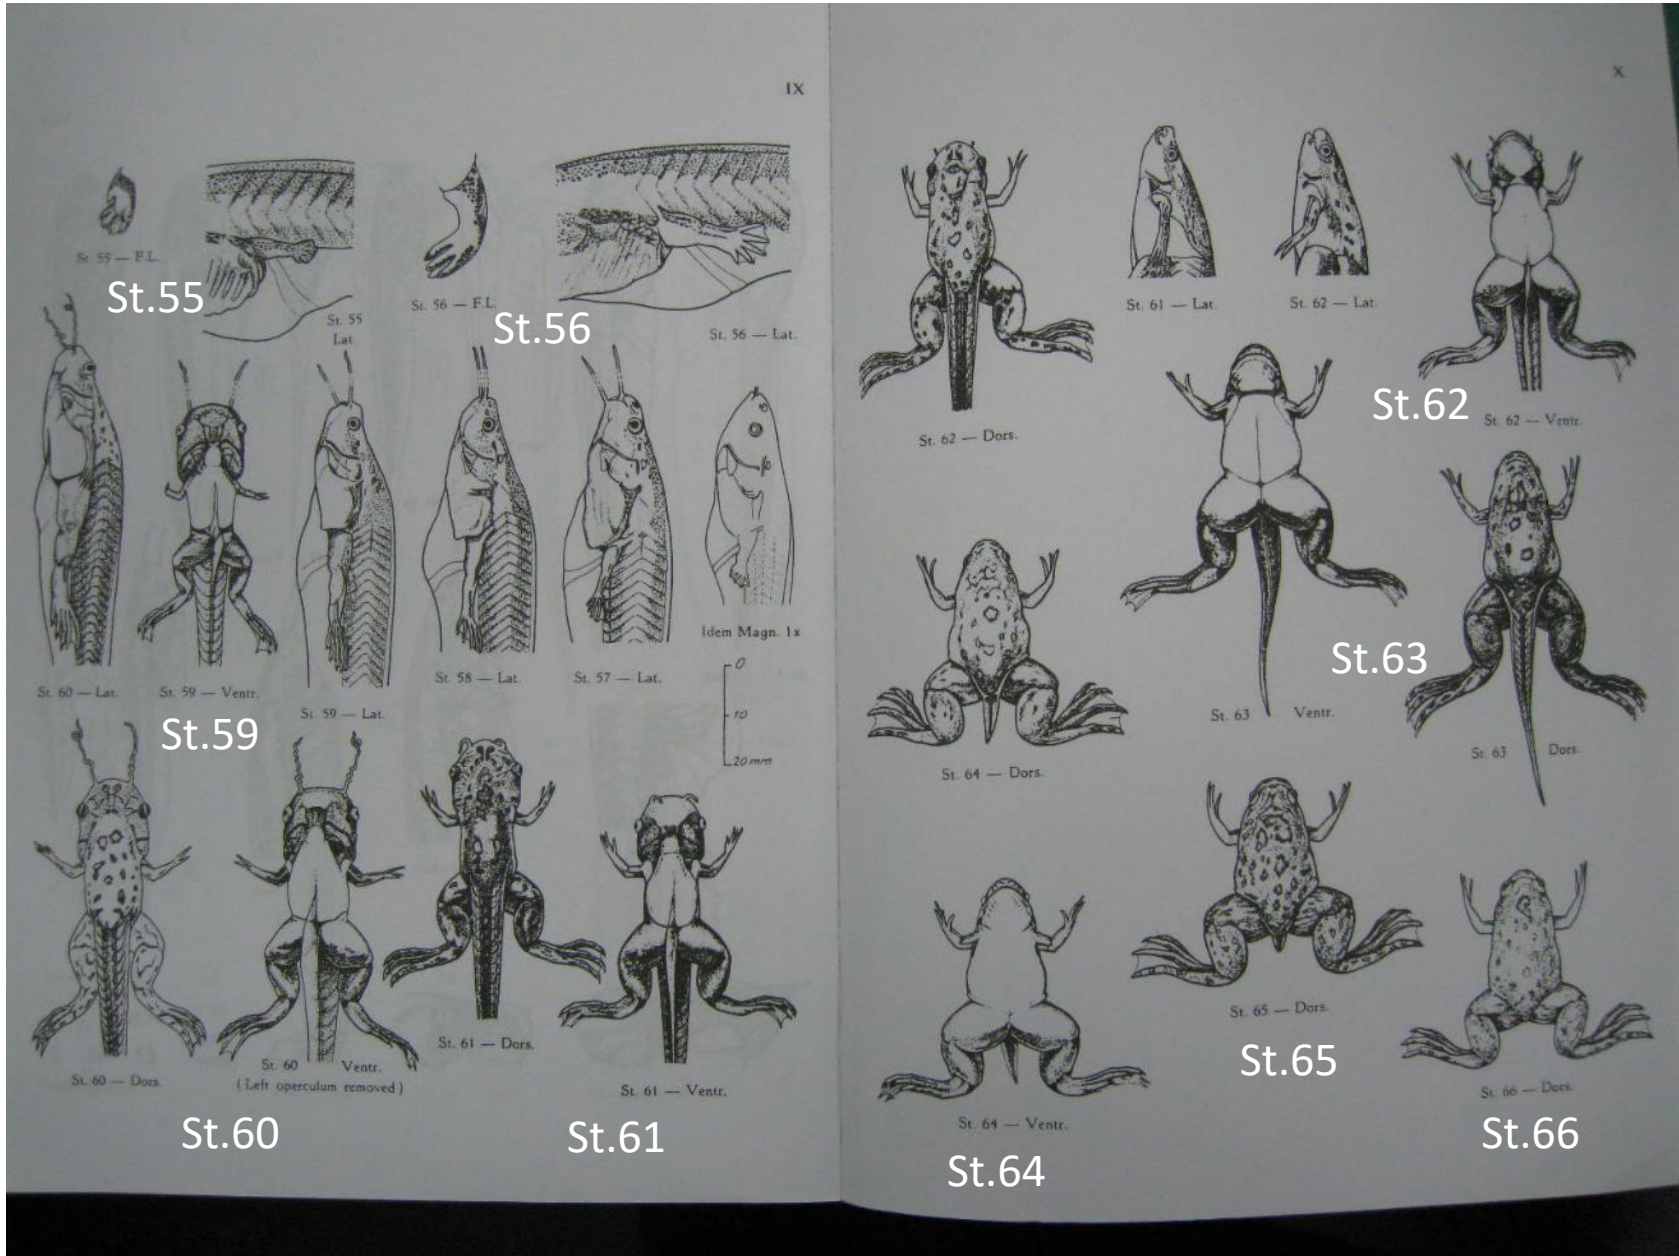 IX
St. 55 — F.L.
St.55
St. 55
Lat.
St. 56 — F.L.
St.56
St. 56 — Lat.
St. 60 — Lat.
St. 59 — Ventr.
St.59
St. 59 — Lat.
St. 58 — Lat.
St. 57 — Lat.
Idem Magn. 1x
0
10
20 mm
St. 60 — Dors.
St. 60 Ventr.
(Left operculum removed)
St.60
St. 61 — Dors.
St. 61 — Ventr.
St.61
X
St. 62 — Dors.
St. 61 — Lat.
St. 62 — Lat.
St.62
St. 62 — Ventr.
St. 63 Ventr.
St.63
St. 63 Dors.
St. 64 — Dors.
St. 64 — Ventr.
St.64
St. 65 — Dors.
St.65
St. 66 — Dors.
St.66